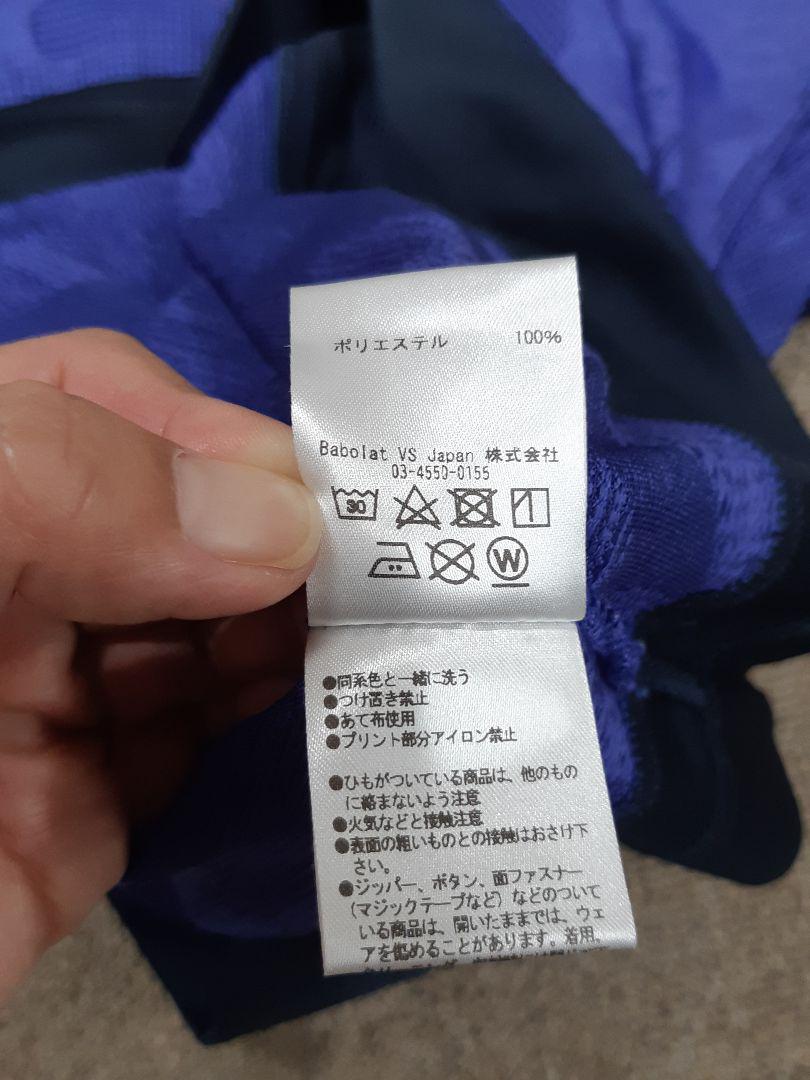 ポリエステル 100%
Babolat VS Japan 株式会社
03-4550-0155
30
W
●同系色と一緒に洗う
●つけ置き禁止
●あて布使用
●プリント部分アイロン禁止
●ひもがついている商品は、他のもの
に絡まないよう注意
●火気などと接触注意
●表面の粗いものとの接触はおさけ下
さい。
●ジッパー、ボタン、面ファスナー
(マジックテープなど)などのついて
いる商品は、開いたままでは、ウェ
アを傷めることがあります。着用、